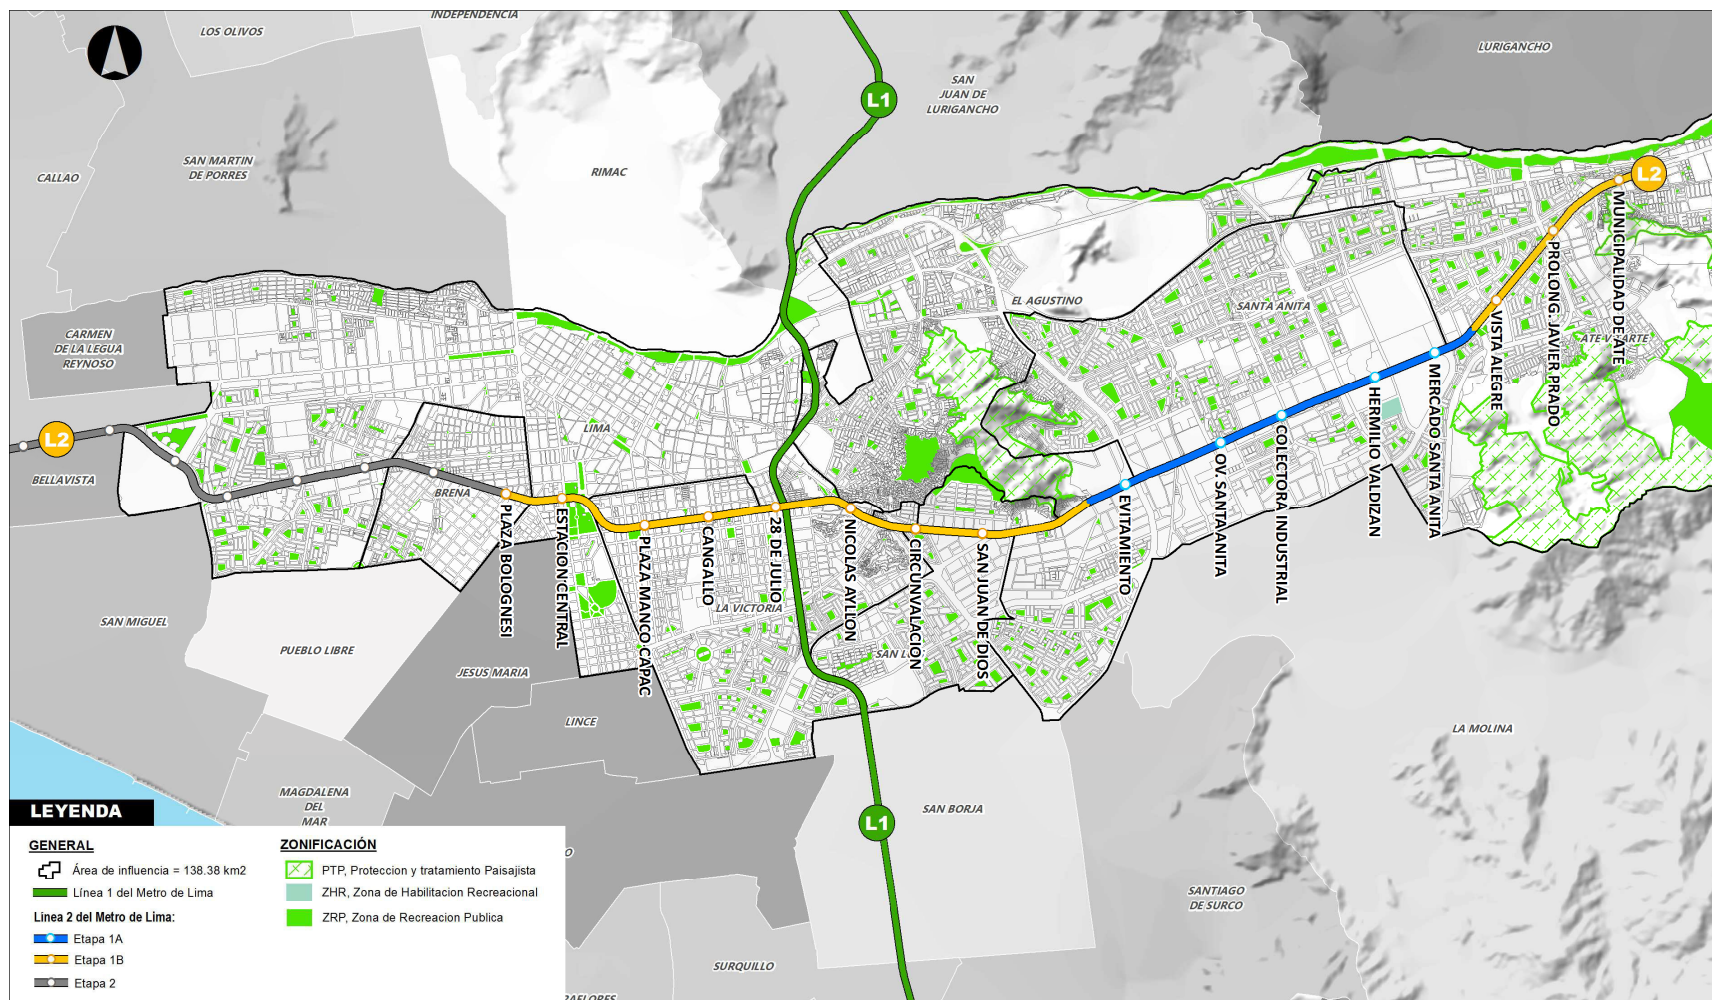 INDEPENDENCIA
LOS OLIVOS
LURIGANCHO
SAN
JUAN DE
LURIGANCHO
L1
SAN MARTIN
DE PORRES
CALLAO
RIMAC
L2
MUNICIPALIDAD DE ATE
PROLONG. JAVIER PRADO
VISTA ALEGRE
MERCADO SANTA ANITA
HERMILIO VALDIZAN
COLECTORA INDUSTRIAL
OV. SANTA ANITA
EVITAMIENTO
SAN JUAN DE DIOS
CIRCUNVALACION
NICOLAS AYLLON
28 DE JULIO
CANGALLO
PLAZA MANCO CAPAC
ESTACION CENTRAL
PLAZA BOLOGNESI
EL AGUSTINO
SANTA ANITA
CARMEN
DE LA LEGUA
REYNOSO
LIMA
L2
BELLAVISTA
BREÑA
LA VICTORIA
SAN MIGUEL
PUEBLO LIBRE
JESUS MARIA
LINCE
LA MOLINA
MAGDALENA
DEL
MAR
SAN BORJA
L1
SANTIAGO
DE SURCO
SURQUILLO
LEYENDA
GENERAL
Área de influencia = 138.38 km2
Línea 1 del Metro de Lima
Linea 2 del Metro de Lima:
Etapa 1A
Etapa 1B
Etapa 2
ZONIFICACIÓN
PTP, Proteccion y tratamiento Paisajista
ZHR, Zona de Habilitacion Recreacional
ZRP, Zona de Recreacion Publica